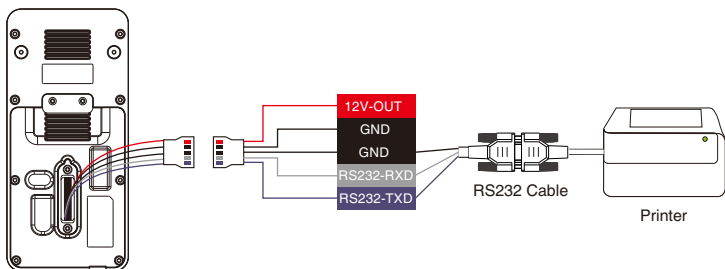 12V-OUT
GND
GND
RS232-RXD
RS232-TXD
RS232 Cable
Printer